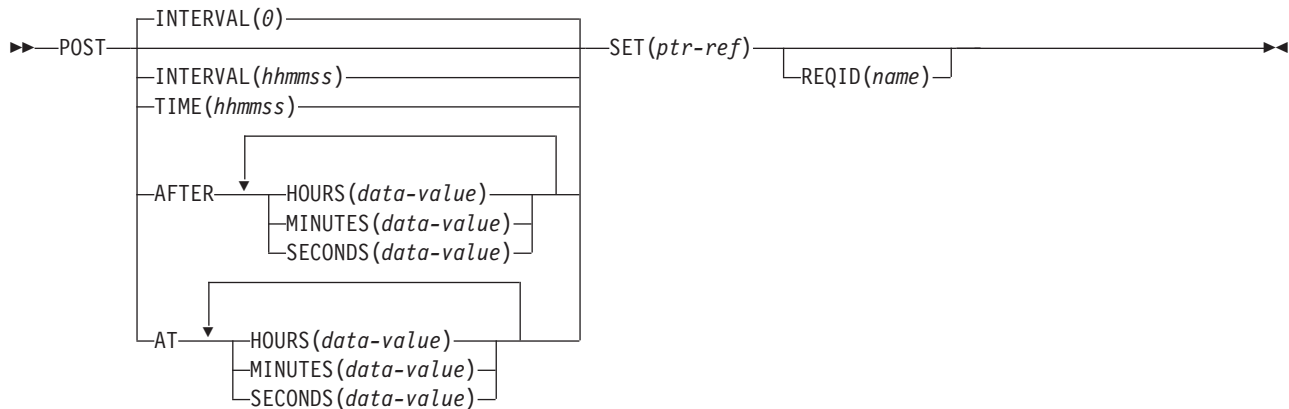 INTERVAL(0)
POST SET(ptr-ref)
INTERVAL(hhmmss) REQID(name)
TIME(hhmmss)
AFTER HOURS(data-value)
MINUTES(data-value)
SECONDS(data-value)
AT HOURS(data-value)
MINUTES(data-value)
SECONDS(data-value)